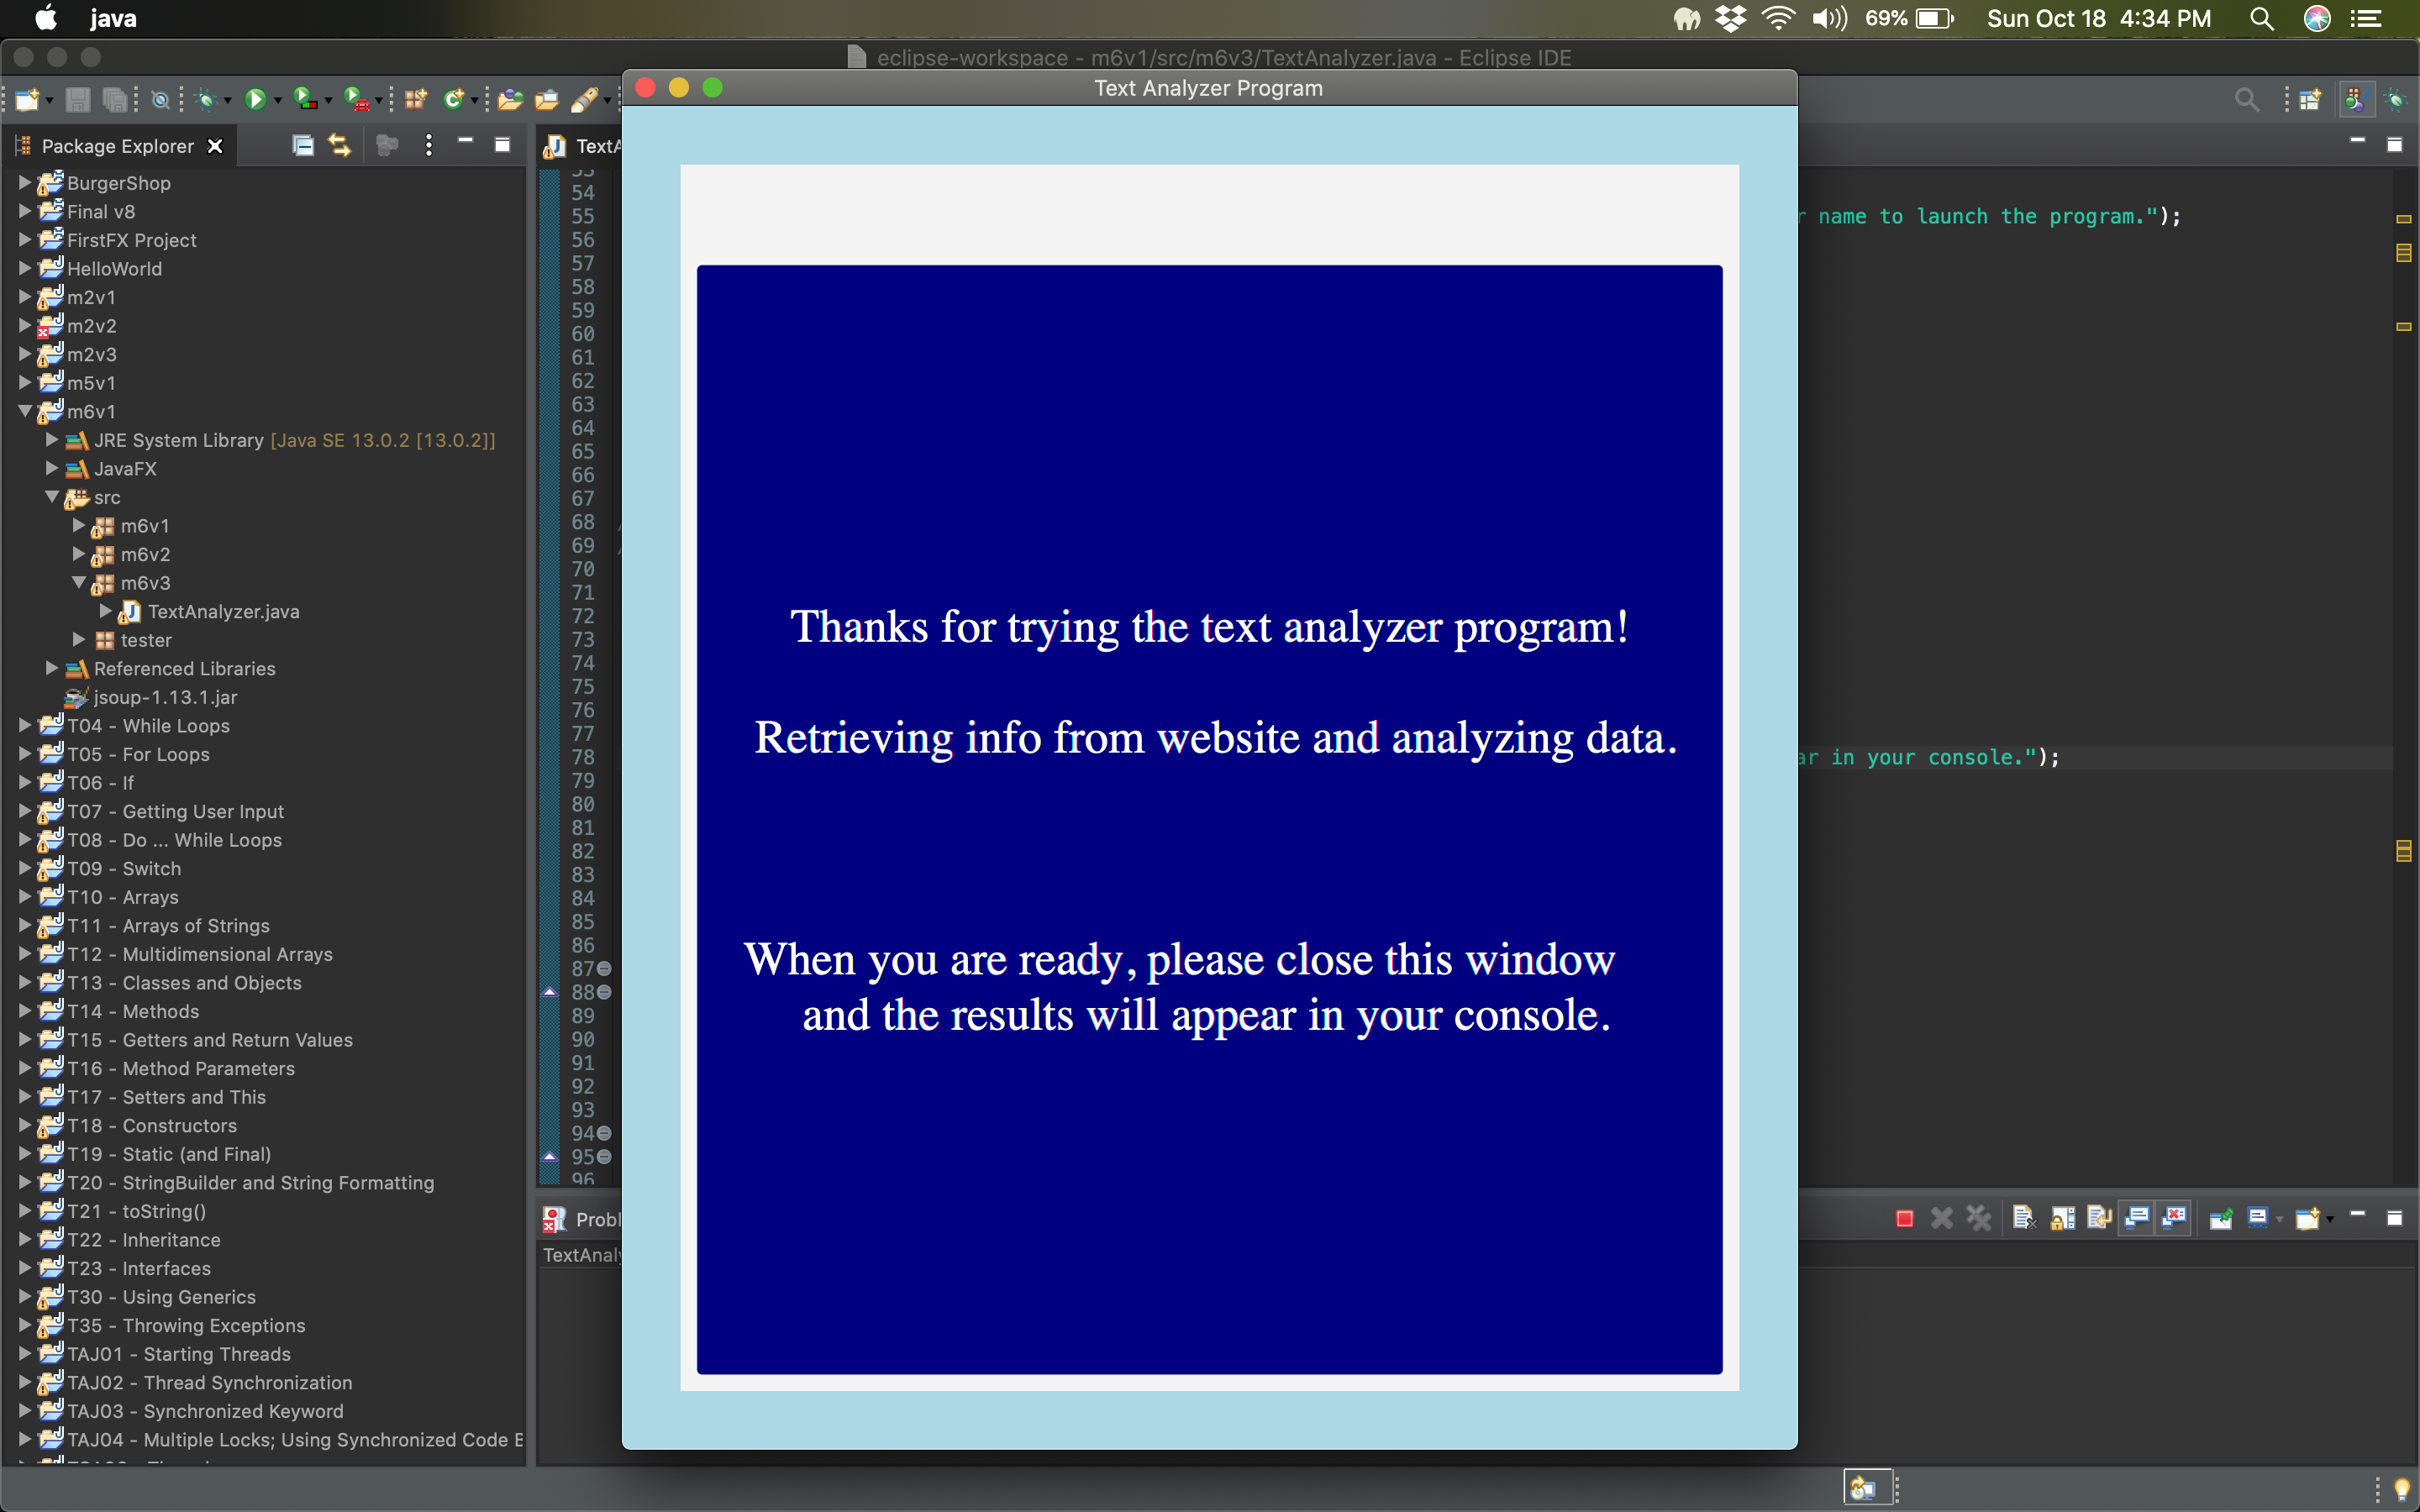 java
69%
Sun Oct 18 4:34 PM
eclipse-workspace - m6v1/src/m6v3/TextAnalyzer.java - Eclipse IDE
Text Analyzer Program
Package Explorer
TextA
BurgerShop
Final v8
FirstFX Project
HelloWorld
m2v1
m2v2
m2v3
m5v1
m6v1
JRE System Library [Java SE 13.0.2 [13.0.2]]
JavaFX
src
m6v1
m6v2
m6v3
TextAnalyzer.java
tester
Referenced Libraries
jsoup-1.13.1.jar
T04 - While Loops
T05 - For Loops
T06 - If
T07 - Getting User Input
T08 - Do ... While Loops
T09 - Switch
T10 - Arrays
T11 - Arrays of Strings
T12 - Multidimensional Arrays
T13 - Classes and Objects
T14 - Methods
T15 - Getters and Return Values
T16 - Method Parameters
T17 - Setters and This
T18 - Constructors
T19 - Static (and Final)
T20 - StringBuilder and String Formatting
T21 - toString()
T22 - Inheritance
T23 - Interfaces
T30 - Using Generics
T35 - Throwing Exceptions
TAJ01 - Starting Threads
TAJ02 - Thread Synchronization
TAJ03 - Synchronized Keyword
TAJ04 - Multiple Locks; Using Synchronized Code B
53
54
55
56
57
58
59
60
61
62
63
64
65
66
67
68
69
70
71
72
73
74
75
76
77
78
79
80
81
82
83
84
85
86
87
88
89
90
91
92
93
94
95
96
r name to launch the program.");
ar in your console.");
Thanks for trying the text analyzer program!
Retrieving info from website and analyzing data.
When you are ready, please close this window
and the results will appear in your console.
Probl
TextAnaly